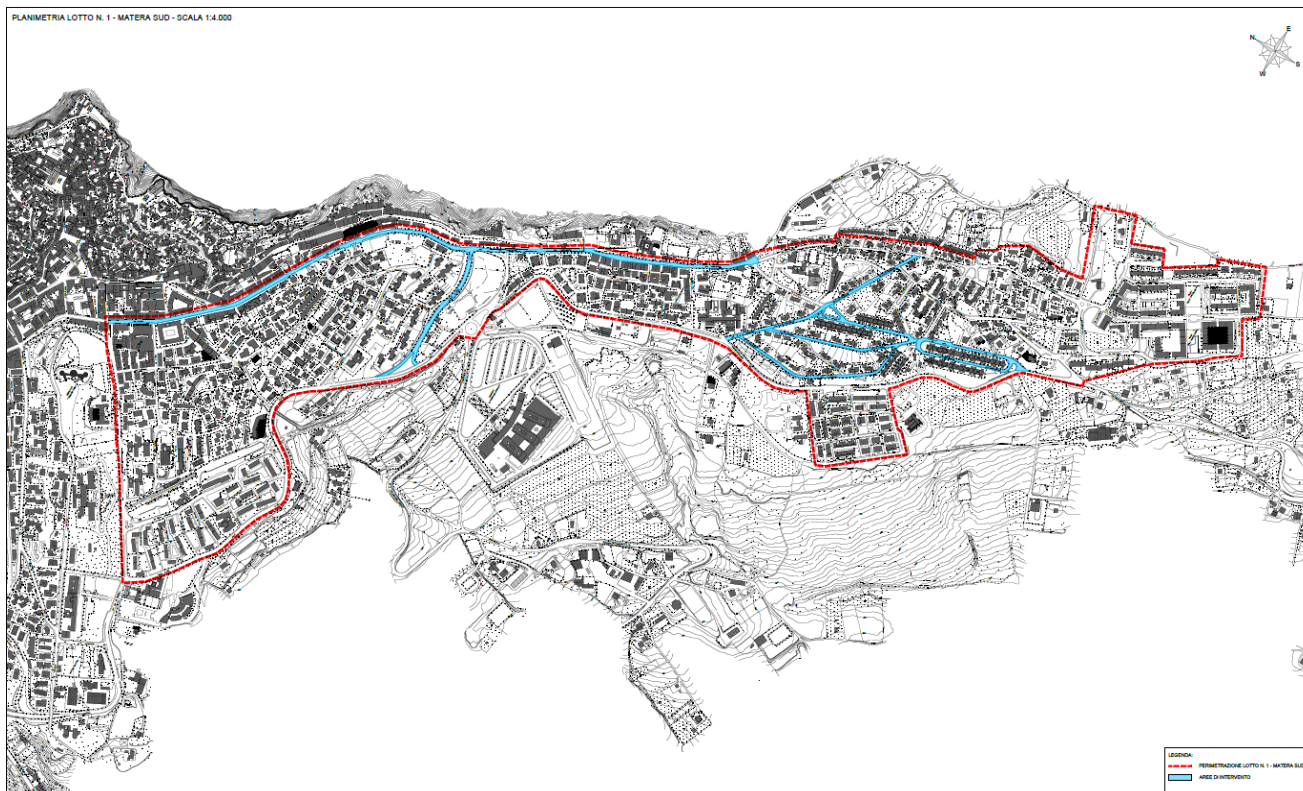 PLANIMETRIA LOTTO N. 1 - MATERA SUD - SCALA 1:4.000
N
E
W
S
LEGENDA:
PERIMETRAZIONE LOTTO N. 1 - MATERA SUD
AREE DI INTERVENTO